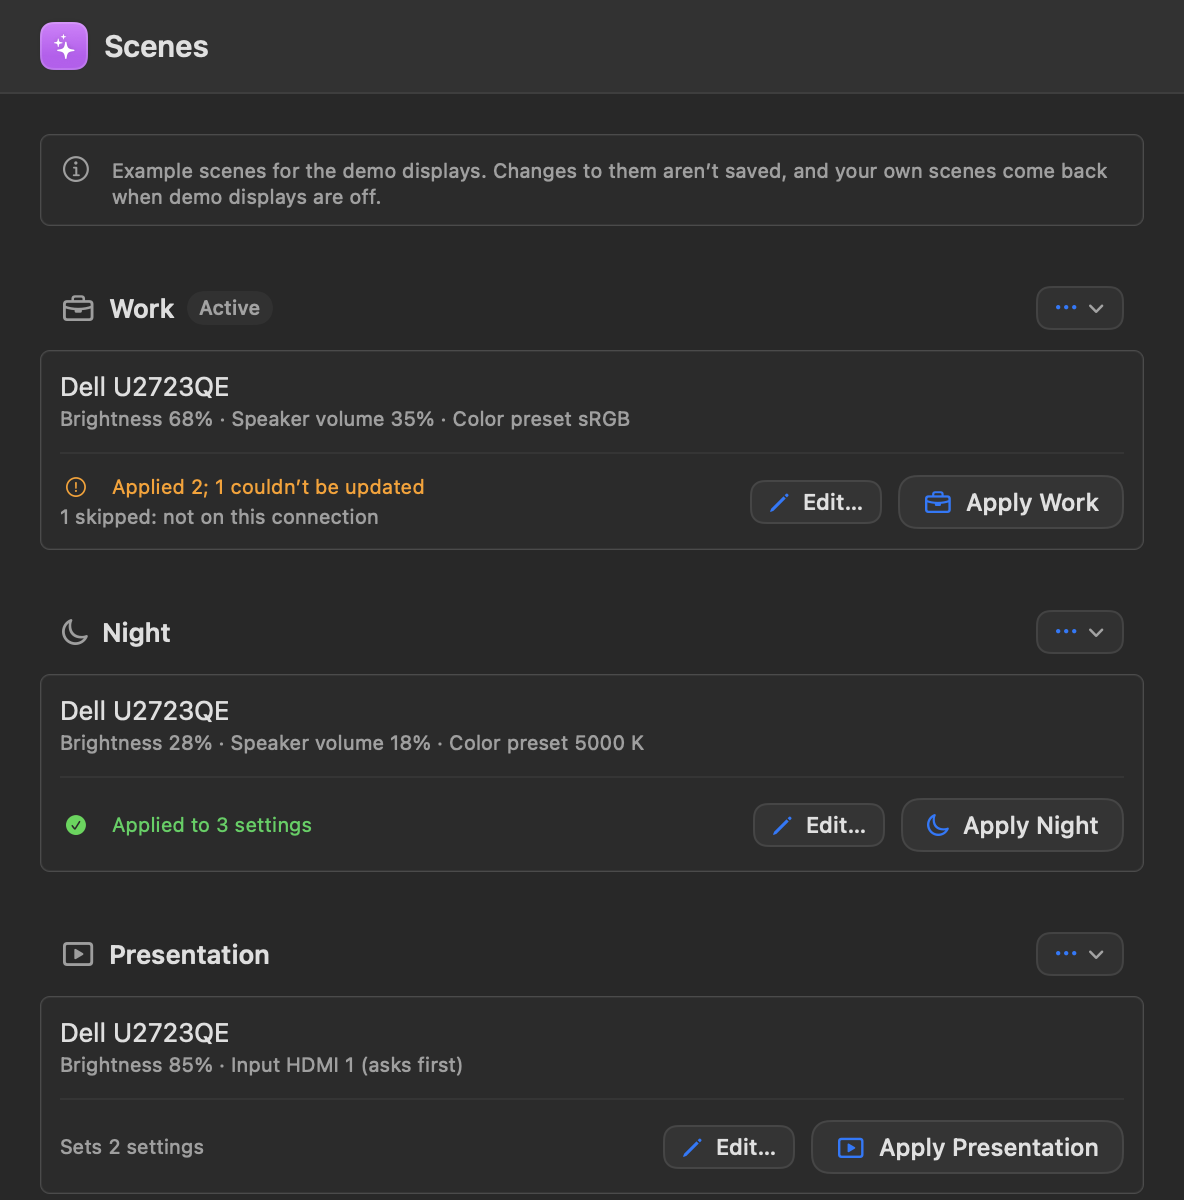 Scenes
Example scenes for the demo displays. Changes to them aren’t saved, and your own scenes come back
when demo displays are off.
Work
Active
Dell U2723QE
Brightness 68% · Speaker volume 35% · Color preset sRGB
Applied 2; 1 couldn’t be updated
1 skipped: not on this connection
Edit...
Apply Work
Night
Dell U2723QE
Brightness 28% · Speaker volume 18% · Color preset 5000 K
Applied to 3 settings
Edit...
Apply Night
Presentation
Dell U2723QE
Brightness 85% · Input HDMI 1 (asks first)
Sets 2 settings
Edit...
Apply Presentation